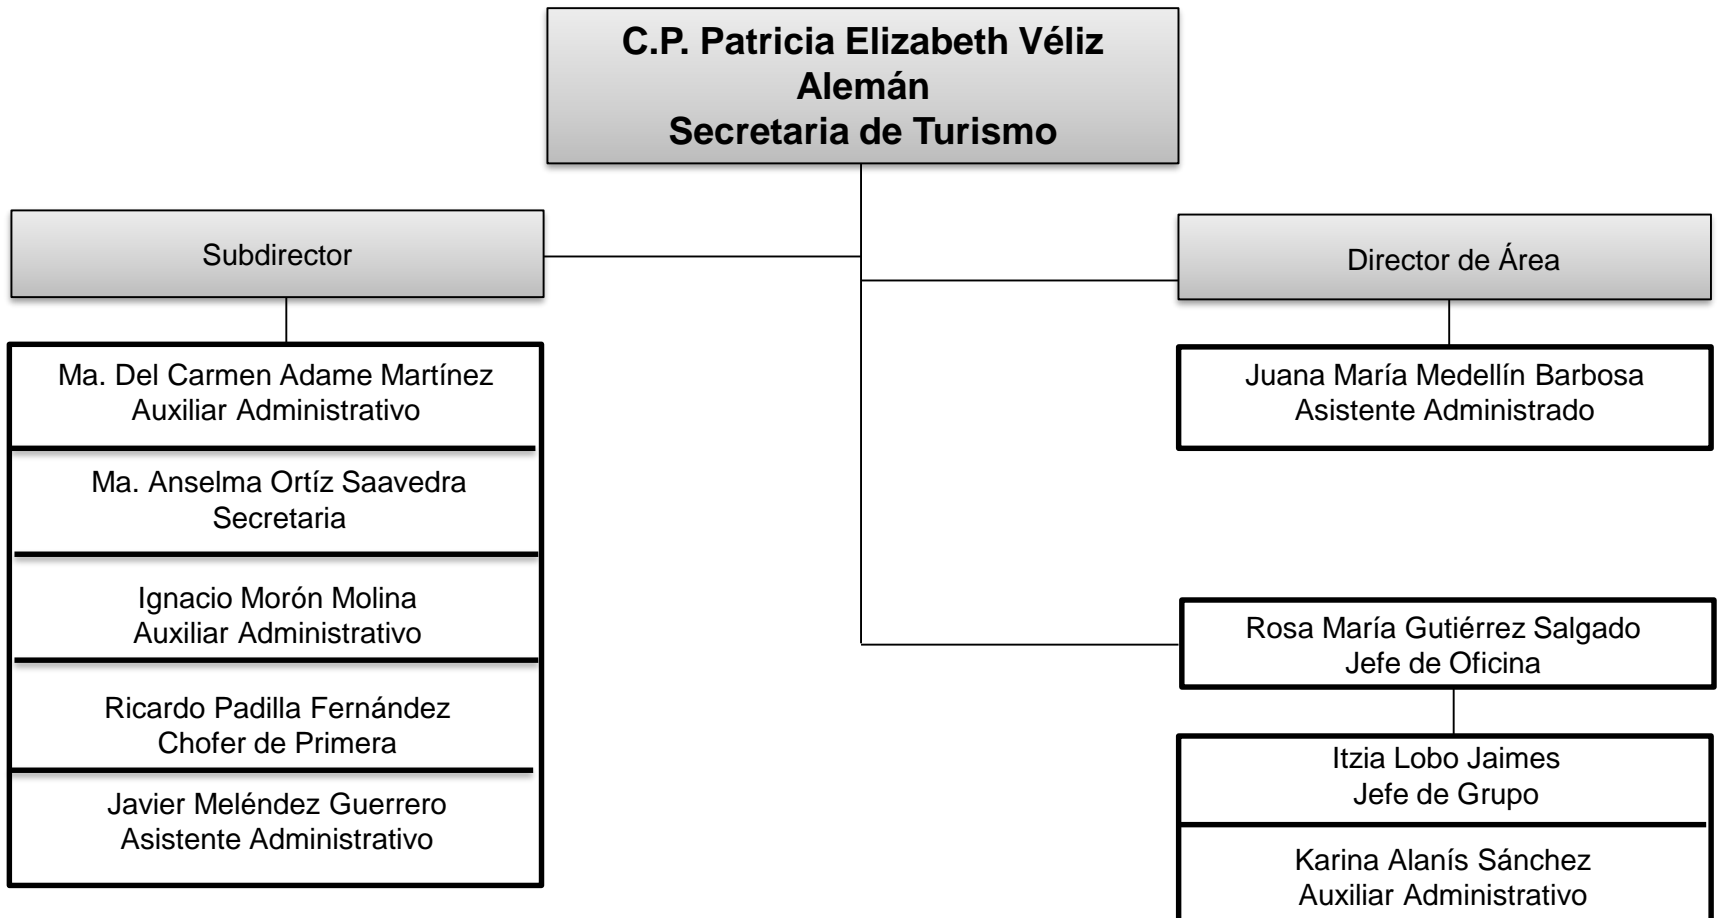 C.P. Patricia Elizabeth Véliz
Alemán
Secretaria de Turismo
Subdirector
Director de Área
Ma. Del Carmen Adame Martínez
Auxiliar Administrativo
Ma. Anselma Ortíz Saavedra
Secretaria
Ignacio Morón Molina
Auxiliar Administrativo
Ricardo Padilla Fernández
Chofer de Primera
Javier Meléndez Guerrero
Asistente Administrativo
Juana María Medellín Barbosa
Asistente Administrado
Rosa María Gutiérrez Salgado
Jefe de Oficina
Itzia Lobo Jaimes
Jefe de Grupo
Karina Alanís Sánchez
Auxiliar Administrativo